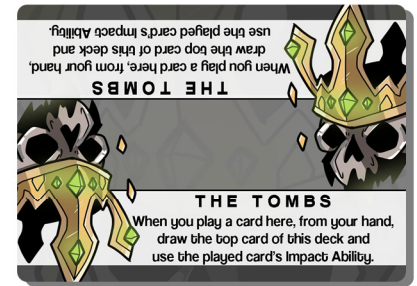 When you play a card here, from your hand,
draw the top card of this deck and
use the played card's Impact Ability.
THE TOMBS
THE TOMBS
When you play a card here, from your hand,
draw the top card of this deck and
use the played card's Impact Ability.